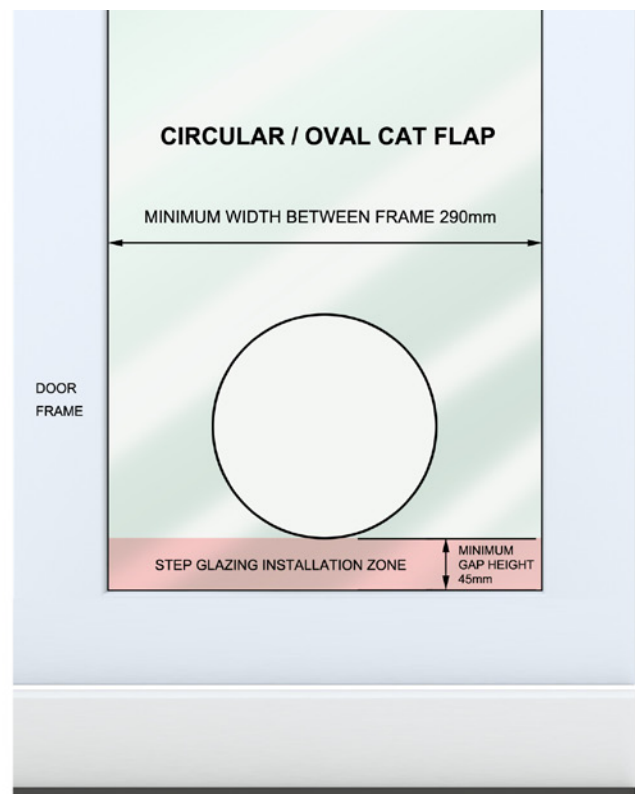 CIRCULAR / OVAL CAT FLAP
MINIMUM WIDTH BETWEEN FRAME 290mm
DOOR
FRAME
STEP GLAZING INSTALLATION ZONE
MINIMUM
GAP HEIGHT
45mm